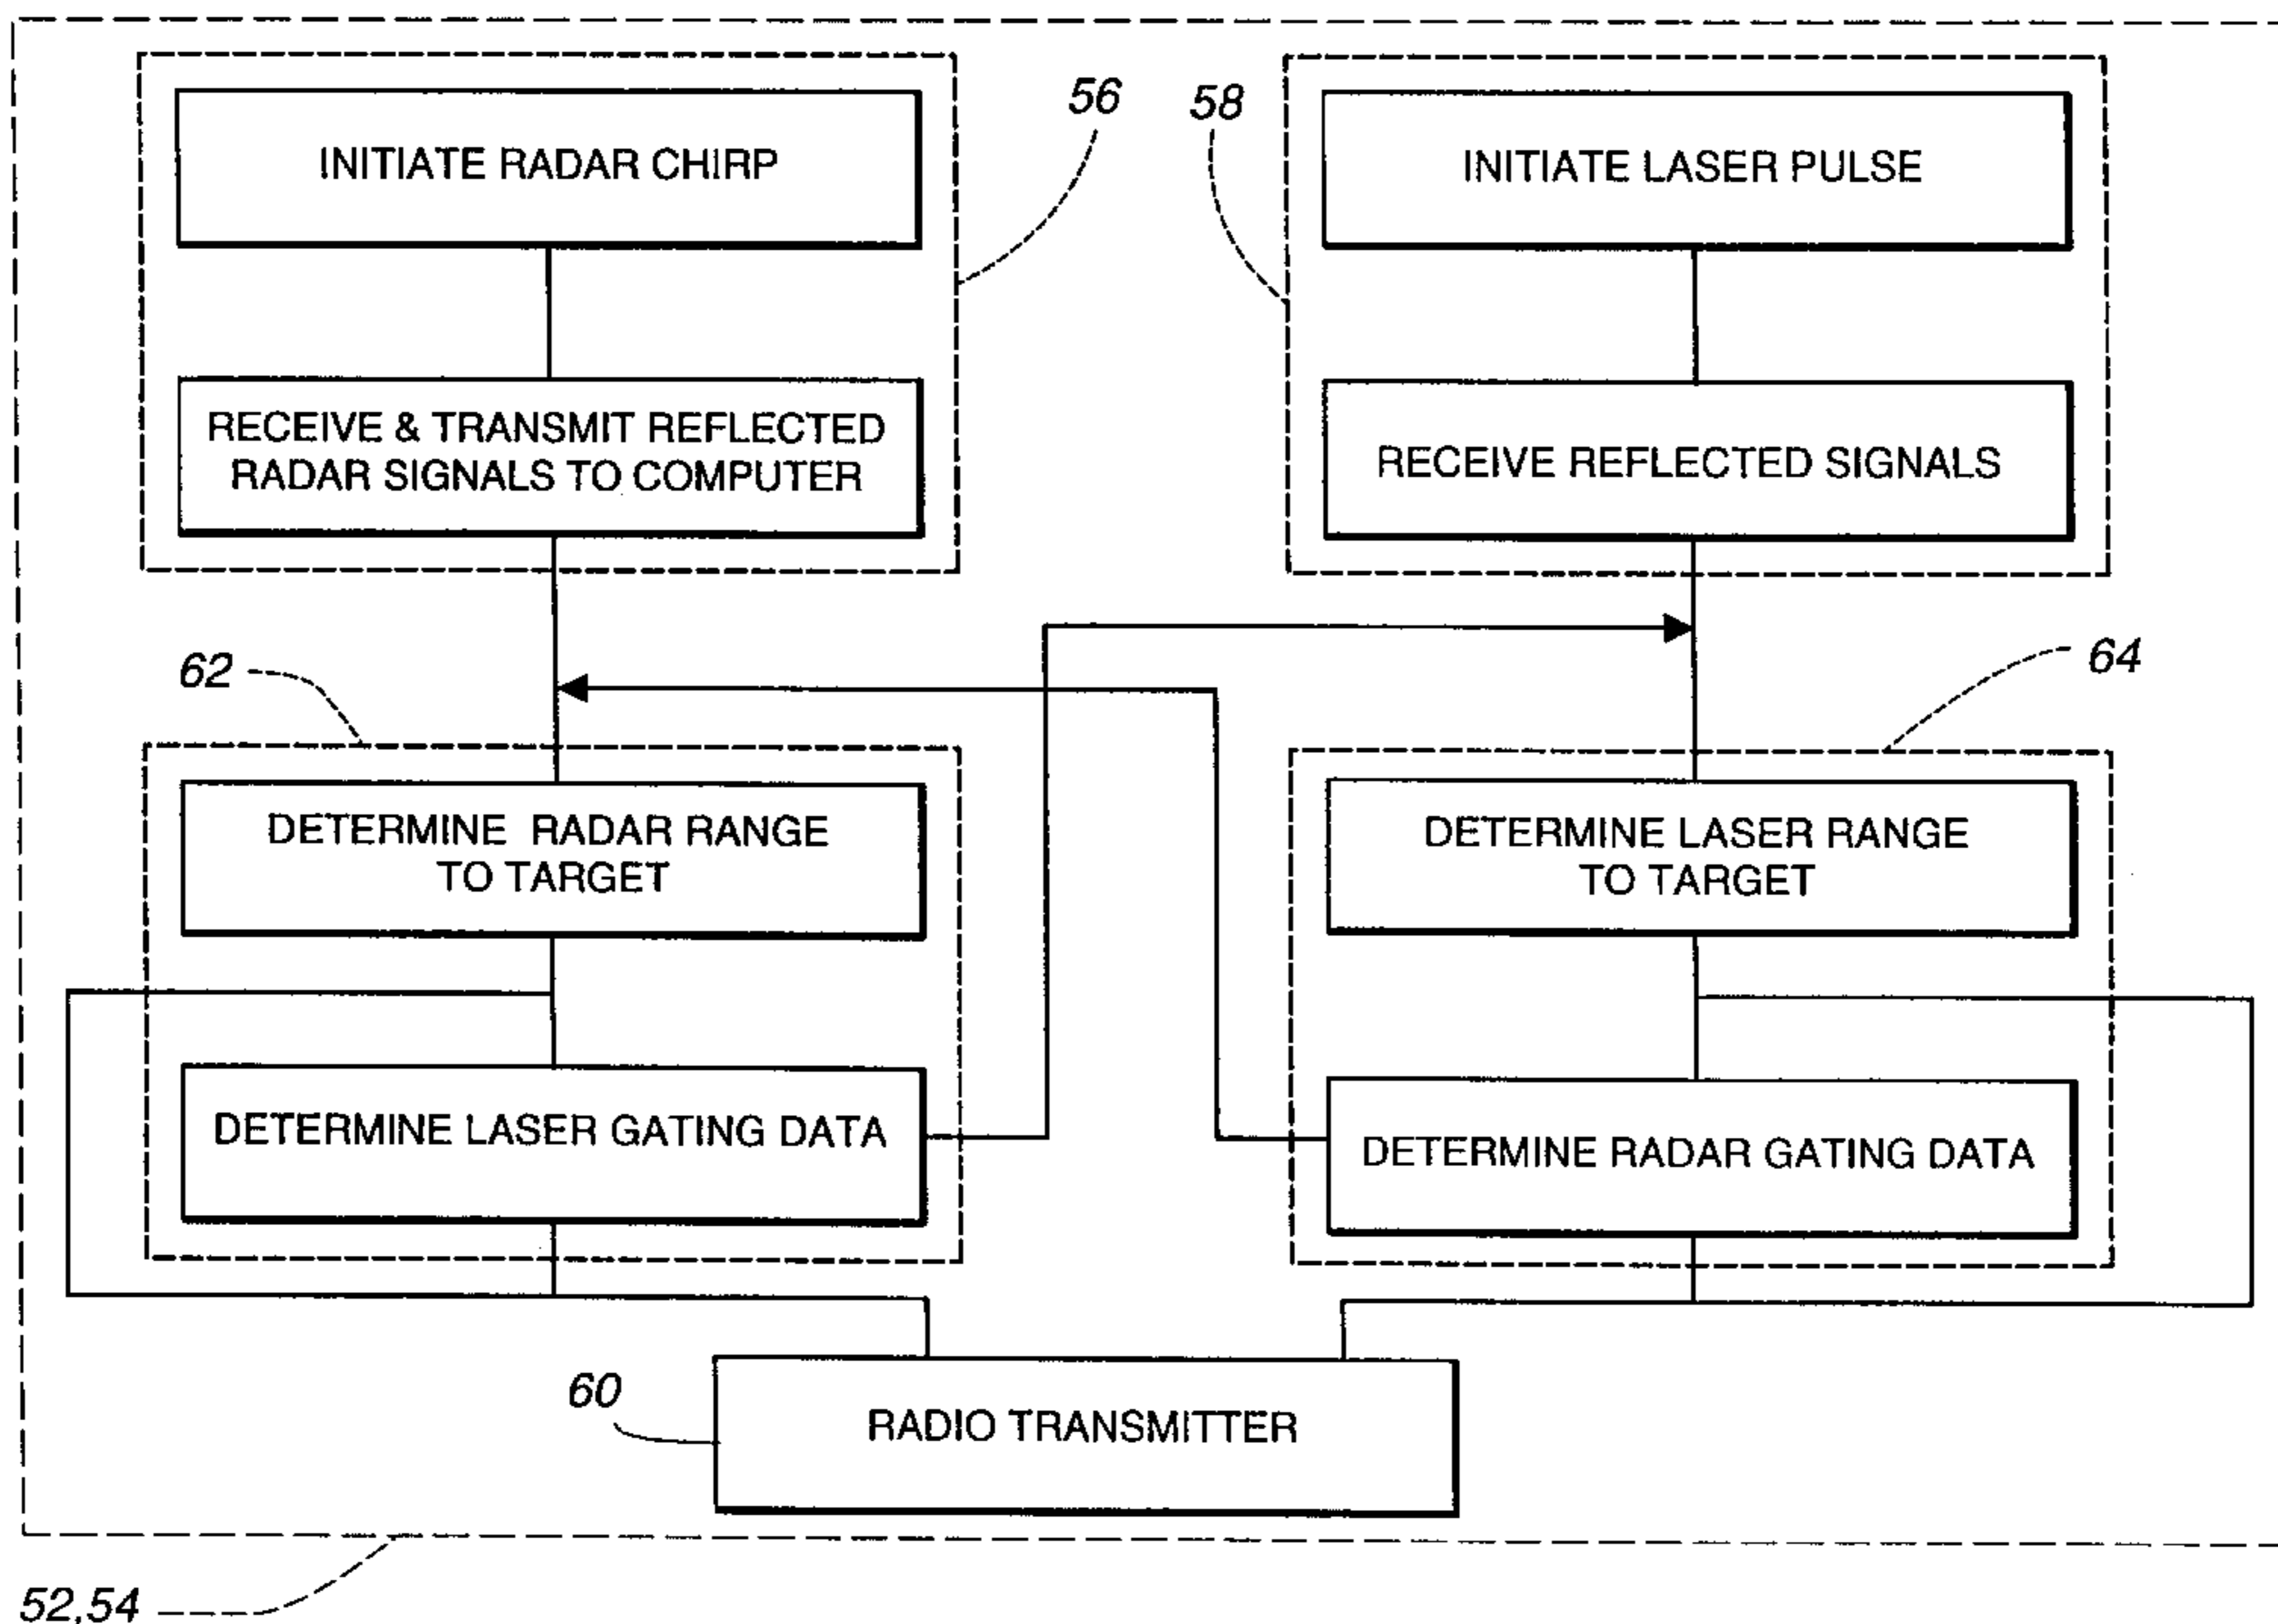 56
58
INITIATE RADAR CHIRP
INITIATE LASER PULSE
RECEIVE & TRANSMIT REFLECTED
RADAR SIGNALS TO COMPUTER
RECEIVE REFLECTED SIGNALS
62
64
DETERMINE RADAR RANGE
TO TARGET
DETERMINE LASER RANGE
TO TARGET
DETERMINE LASER GATING DATA
DETERMINE RADAR GATING DATA
60
RADIO TRANSMITTER
52,54